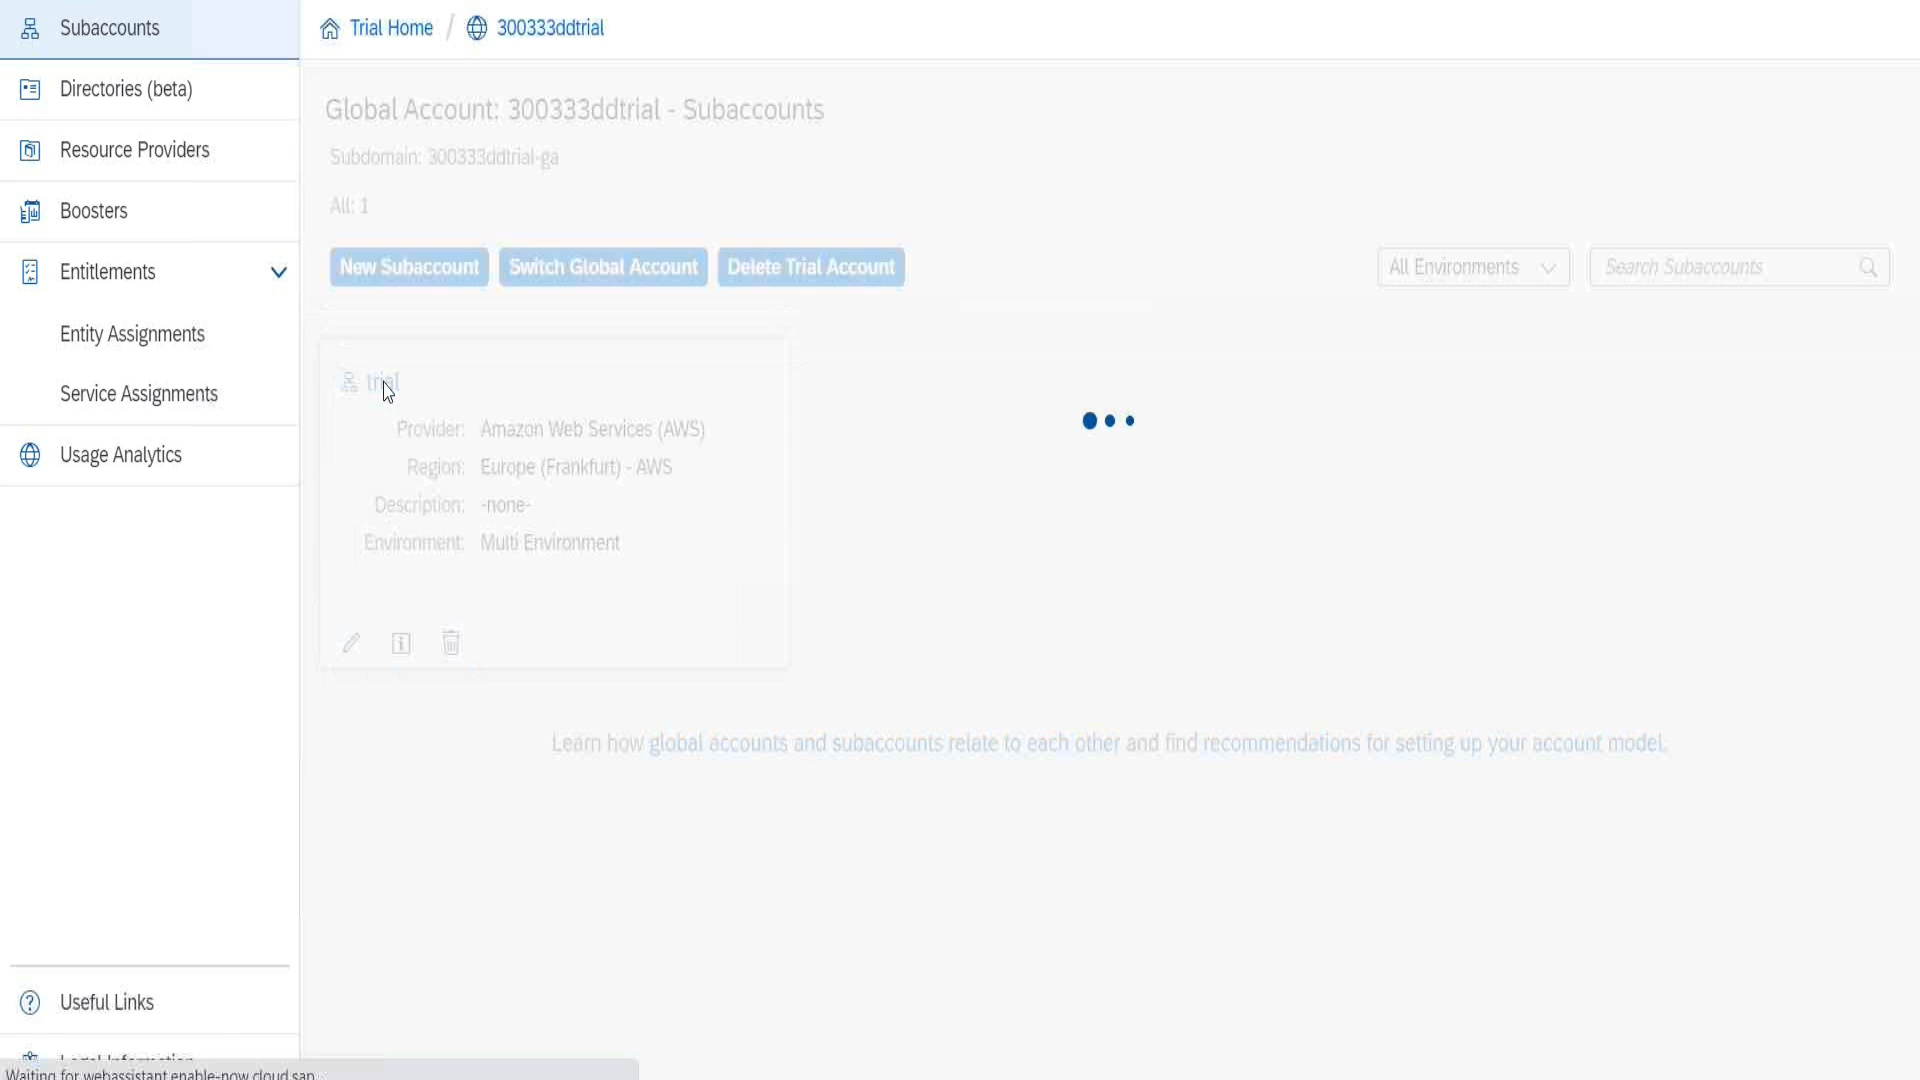 Subaccounts
Trial Home / 300333ddtrial
Directories (beta)
Resource Providers
Boosters
Entitlements
Entity Assignments
Service Assignments
Usage Analytics
Global Account: 300333ddtrial - Subaccounts
Subdomain: 300333ddtrial-ga
All: 1
New Subaccount Switch Global Account Delete Trial Account All Environments Search Subaccounts
trial
Provider: Amazon Web Services (AWS)
Region: Europe (Frankfurt) - AWS
Description: -none-
Environment: Multi Environment
Learn how global accounts and subaccounts relate to each other and find recommendations for setting up your account model.
Useful Links
Legal Information
Waiting for webassistant.enable-now.cloud.sap...